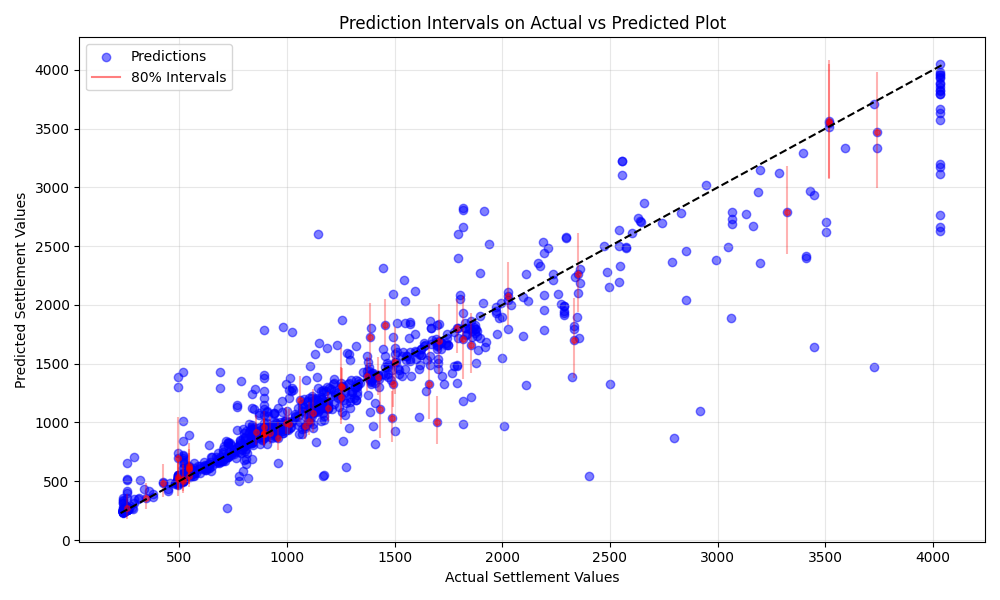 Prediction Intervals on Actual vs Predicted Plot
Predictions
80% Intervals
Predicted Settlement Values
4000
3500
3000
2500
2000
1500
1000
500
0
500 1000 1500 2000 2500 3000 3500 4000
Actual Settlement Values